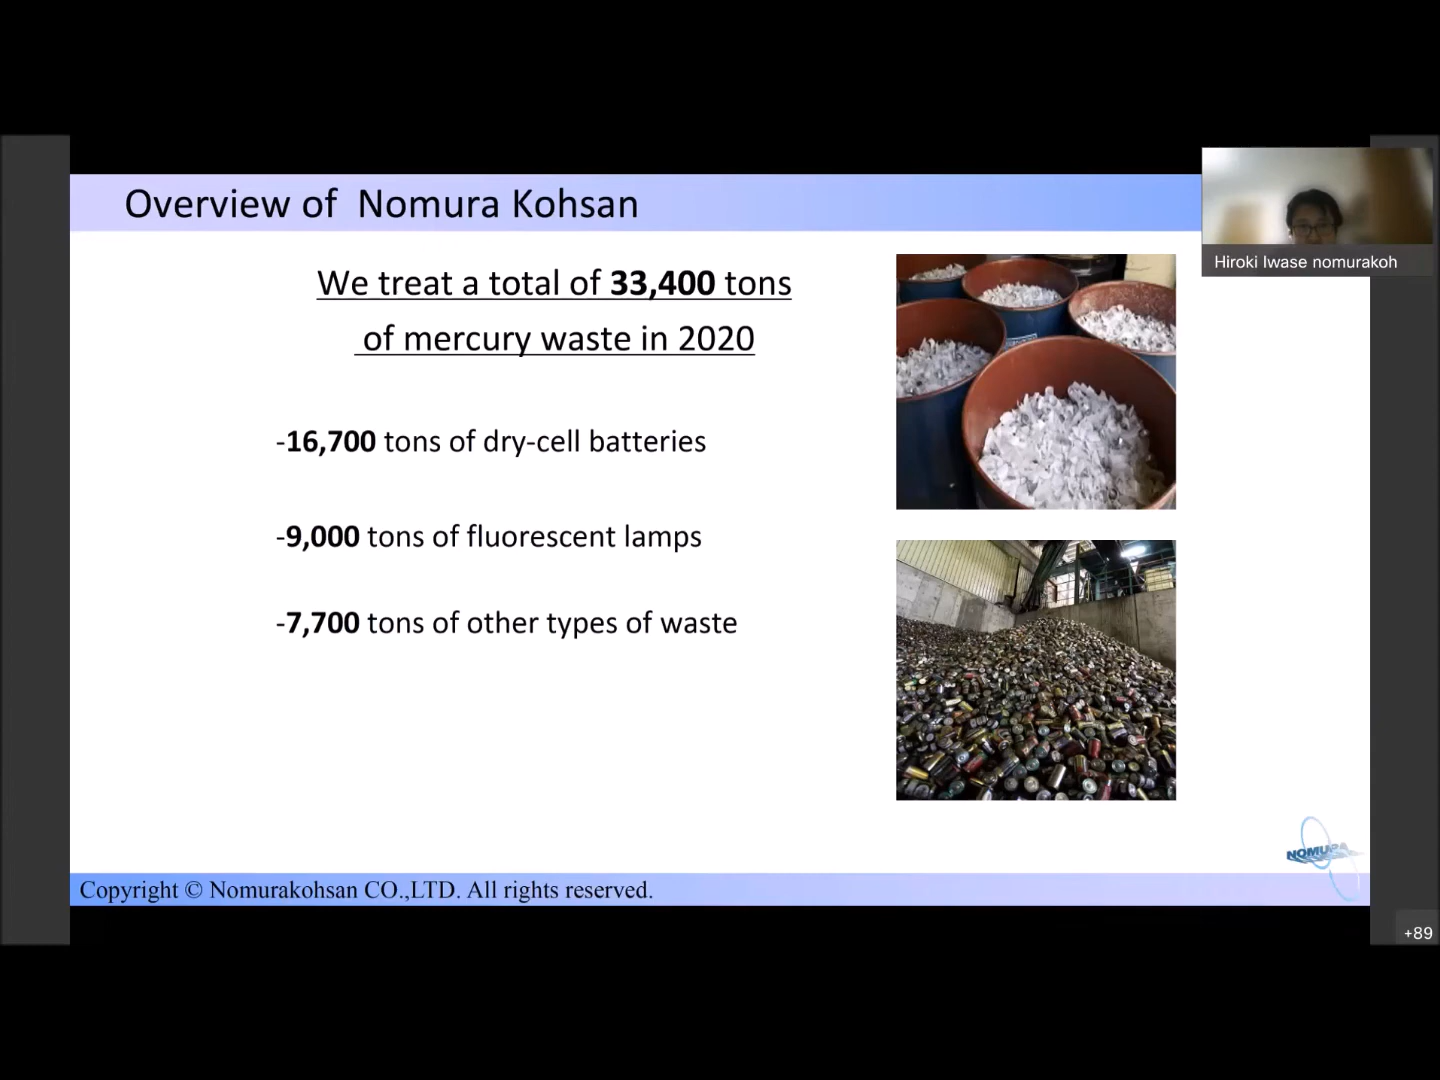 Overview of  Nomura Kohsan
We treat a total of 33,400 tons
of mercury waste in 2020
-16,700 tons of dry-cell batteries
-9,000 tons of fluorescent lamps
-7,700 tons of other types of waste
Hiroki Iwase nomurakoh
NOMURA
Copyright © Nomurakohsan CO.,LTD. All rights reserved.
+89